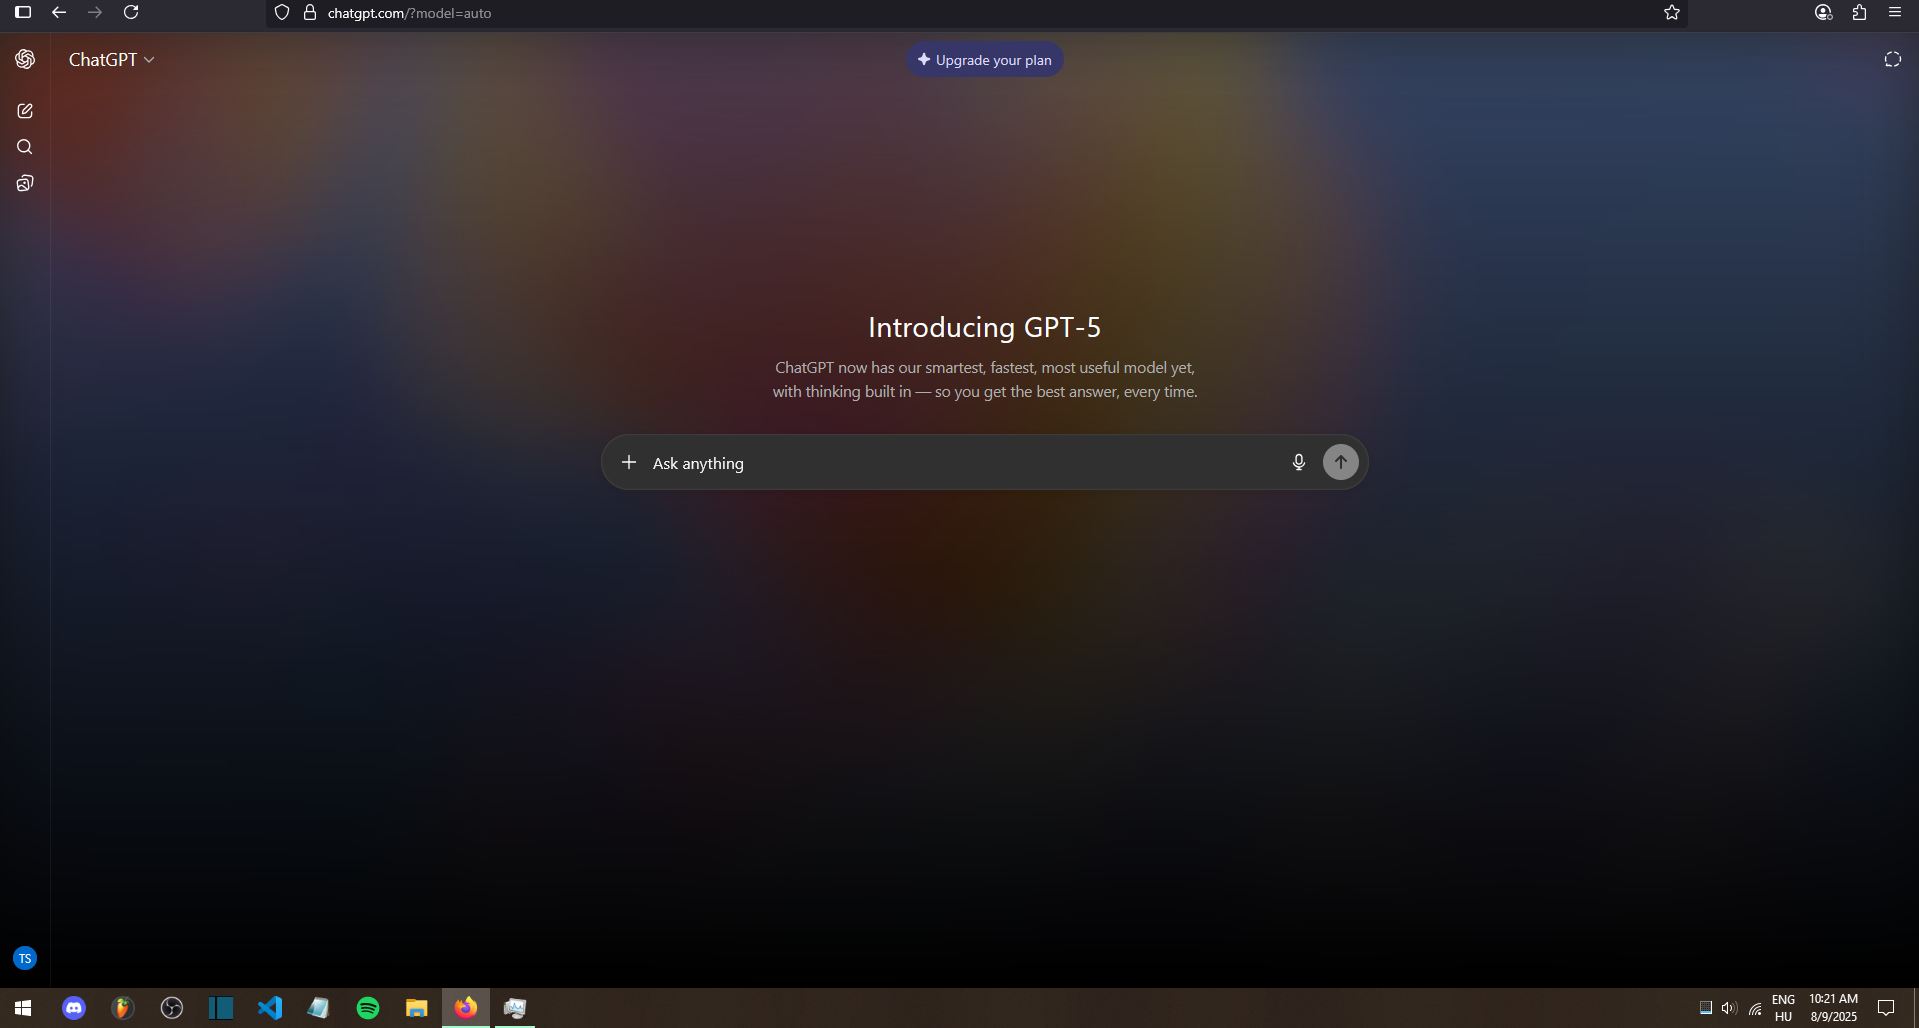 chatgpt.com/?model=auto
ChatGPT
Upgrade your plan
Introducing GPT-5
ChatGPT now has our smartest, fastest, most useful model yet,
with thinking built in — so you get the best answer, every time.
Ask anything
TS
ENG
HU
10:21 AM
8/9/2025